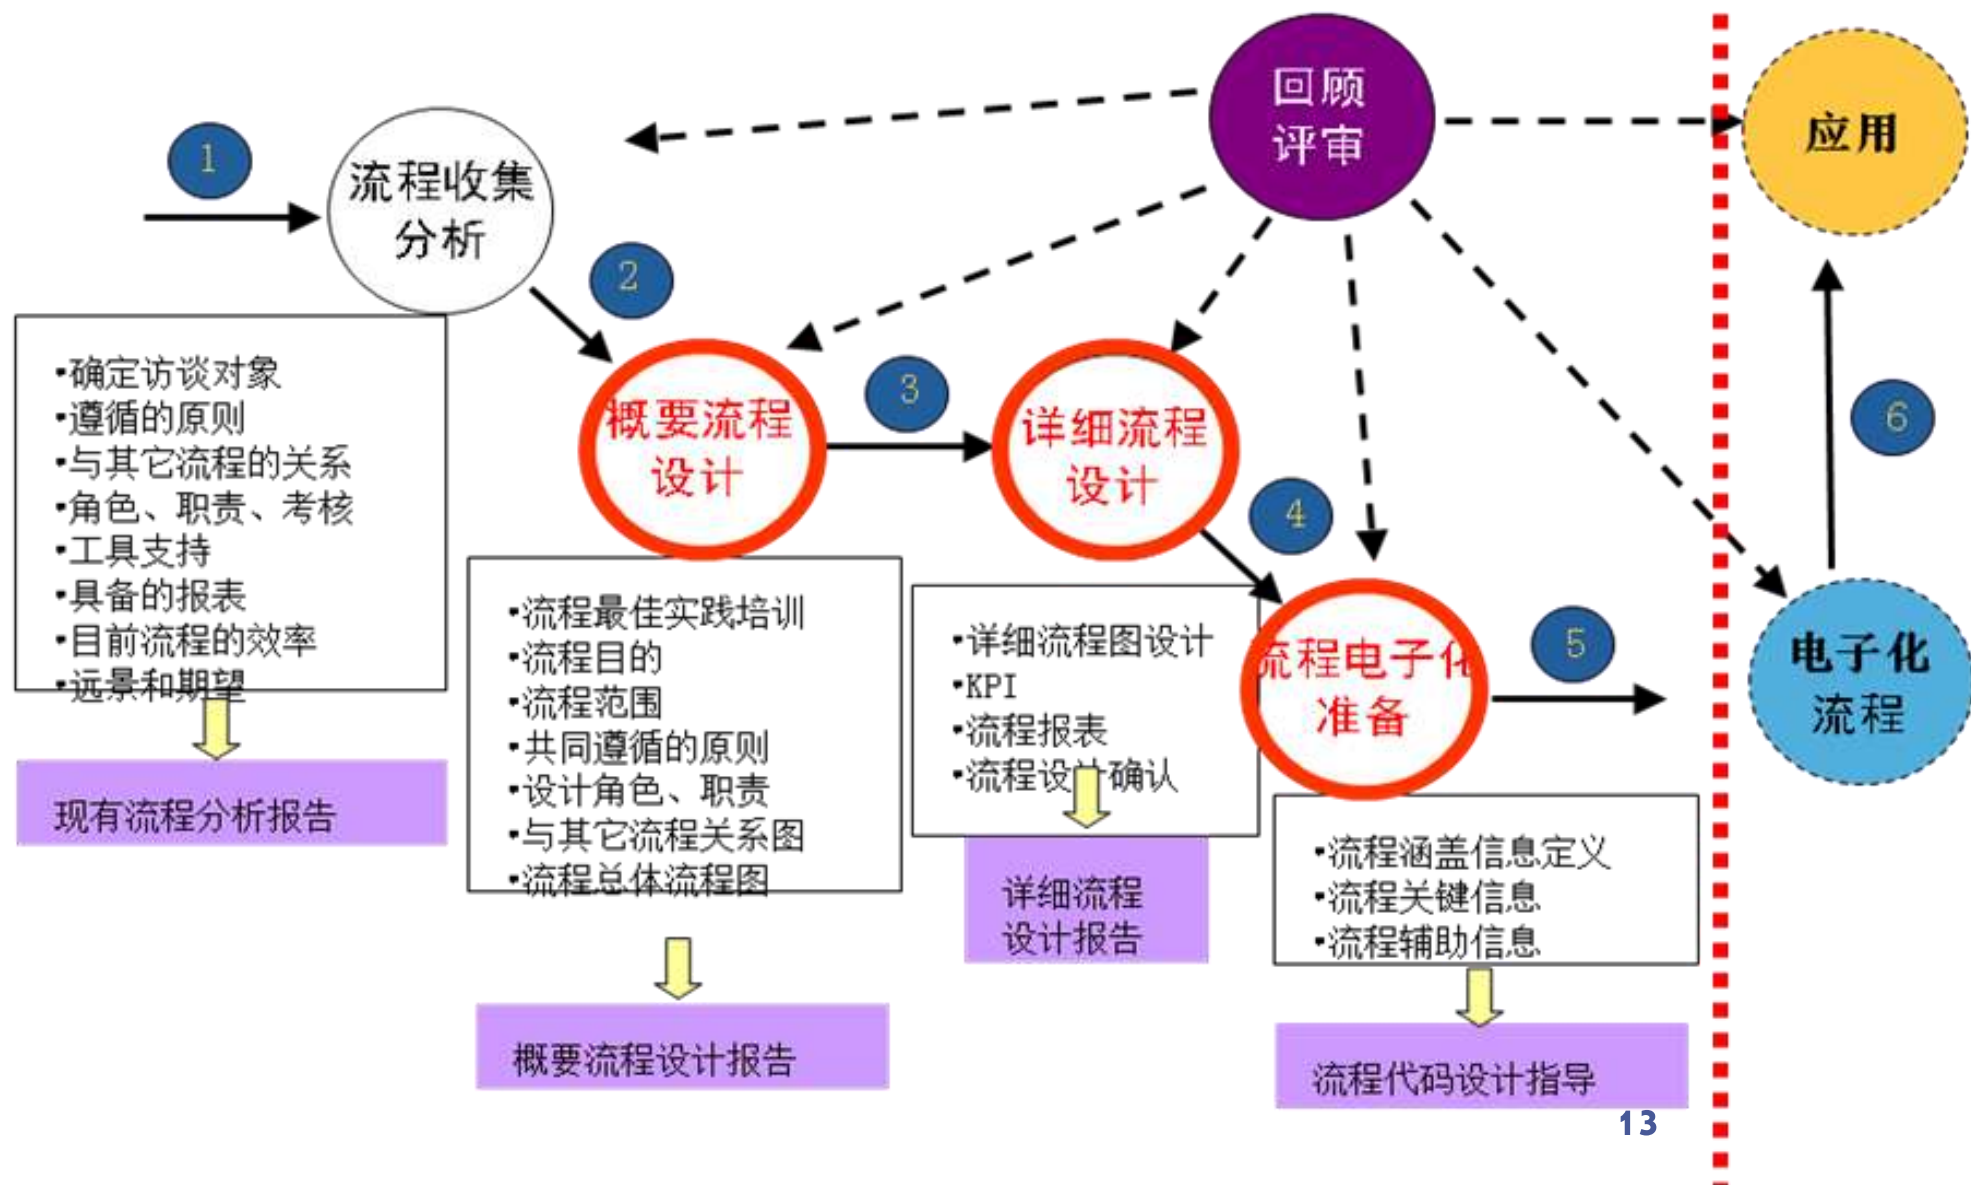 回顾
评审
应用
1
流程收集
分析
2
•确定访谈对象
•遵循的原则
•与其它流程的关系
•角色、职责、考核
•工具支持
•具备的报表
•目前流程的效率
•远景和期望
现有流程分析报告
概要流程
设计
3
•流程最佳实践培训
•流程目的
•流程范围
•共同遵循的原则
•设计角色、职责
•与其它流程关系图
•流程总体流程图
概要流程设计报告
详细流程
设计
4
•详细流程图设计
•KPI
•流程报表
•流程设计确认
详细流程
设计报告
流程电子化
准备
5
•流程涵盖信息定义
•流程关键信息
•流程辅助信息
流程代码设计指导
6
电子化
流程
13